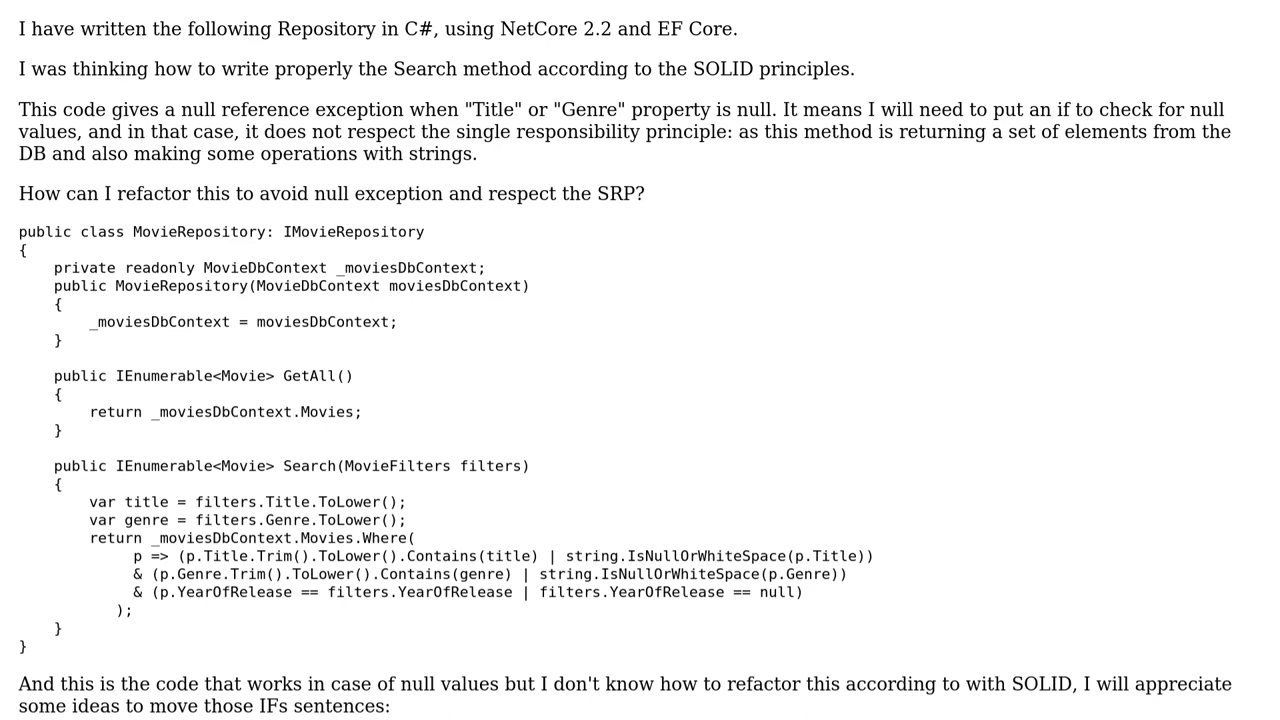 I have written the following Repository in C#, using NetCore 2.2 and EF Core.
I was thinking how to write properly the Search method according to the SOLID principles.
This code gives a null reference exception when "Title" or "Genre" property is null. It means I will need to put an if to check for null
values, and in that case, it does not respect the single responsibility principle: as this method is returning a set of elements from the
DB and also making some operations with strings.
How can I refactor this to avoid null exception and respect the SRP?
public class MovieRepository: IMovieRepository
{
    private readonly MovieDbContext _moviesDbContext;
    public MovieRepository(MovieDbContext moviesDbContext)
    {
        _moviesDbContext = moviesDbContext;
    }
    public IEnumerable<Movie> GetAll()
    {
        return _moviesDbContext.Movies;
    }
    public IEnumerable<Movie> Search(MovieFilters filters)
    {
        var title = filters.Title.ToLower();
        var genre = filters.Genre.ToLower();
        return _moviesDbContext.Movies.Where(
             p => (p.Title.Trim().ToLower().Contains(title) | string.IsNullOrWhiteSpace(p.Title))
             & (p.Genre.Trim().ToLower().Contains(genre) | string.IsNullOrWhiteSpace(p.Genre))
             & (p.YearOfRelease == filters.YearOfRelease | filters.YearOfRelease == null)
           );
    }
}
And this is the code that works in case of null values but I don't know how to refactor this according to with SOLID, I will appreciate
some ideas to move those IFs sentences: